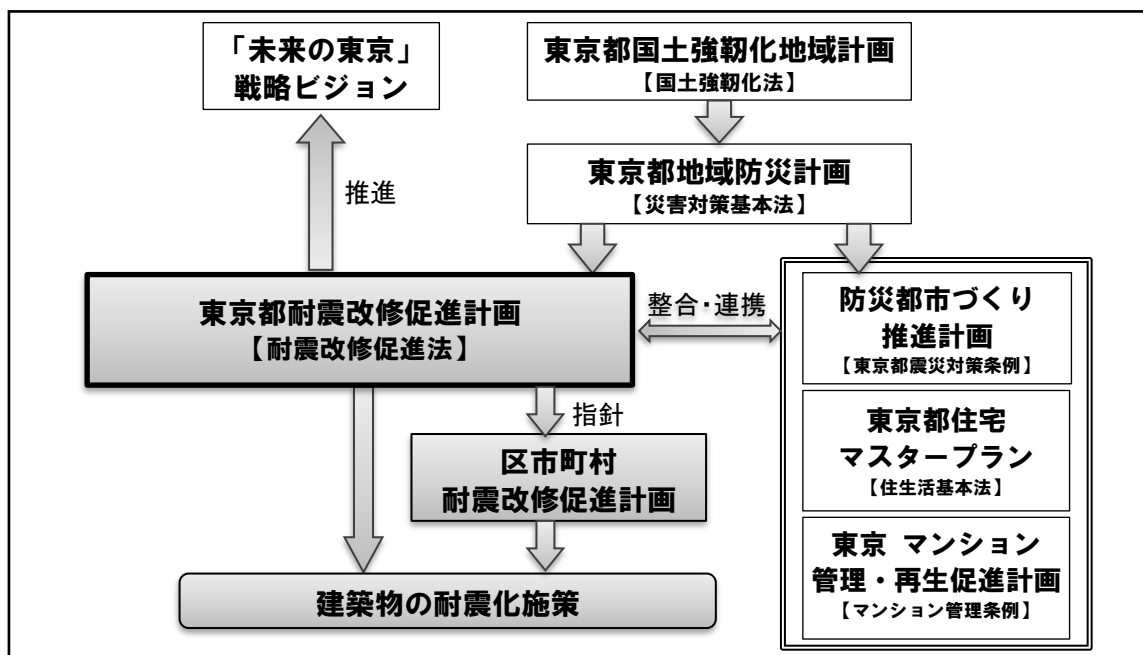 「未来の東京」
戦略ビジョン
東京都国土強靭化地域計画
【国土強靭化法】
東京都地域防災計画
【災害対策基本法】
推進
東京都耐震改修促進計画
【耐震改修促進法】
整合・連携
防災都市づくり
推進計画
【東京都震災対策条例】
指針
区市町村
耐震改修促進計画
東京都住宅
マスタープラン
【住生活基本法】
東京 マンション
管理・再生促進計画
【マンション管理条例】
建築物の耐震化施策